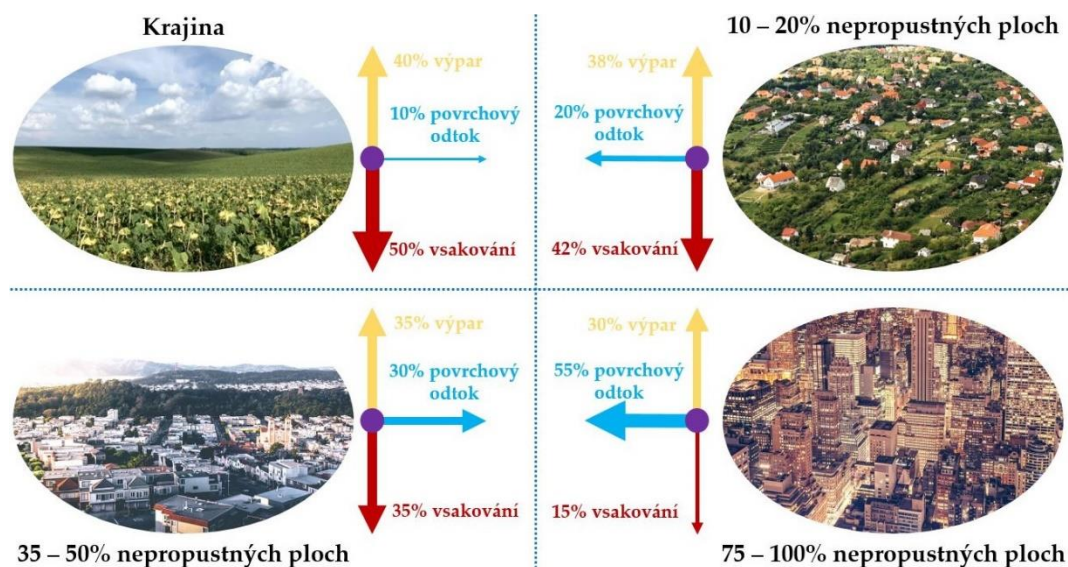 Krajina
40% výpar
10% povrchový
odtok
50% vsakování
10 – 20% nepropustných ploch
38% výpar
20% povrchový
odtok
42% vsakování
35% výpar
30% povrchový
odtok
35% vsakování
35 – 50% nepropustných ploch
30% výpar
55% povrchový
odtok
15% vsakování
75 – 100% nepropustných ploch